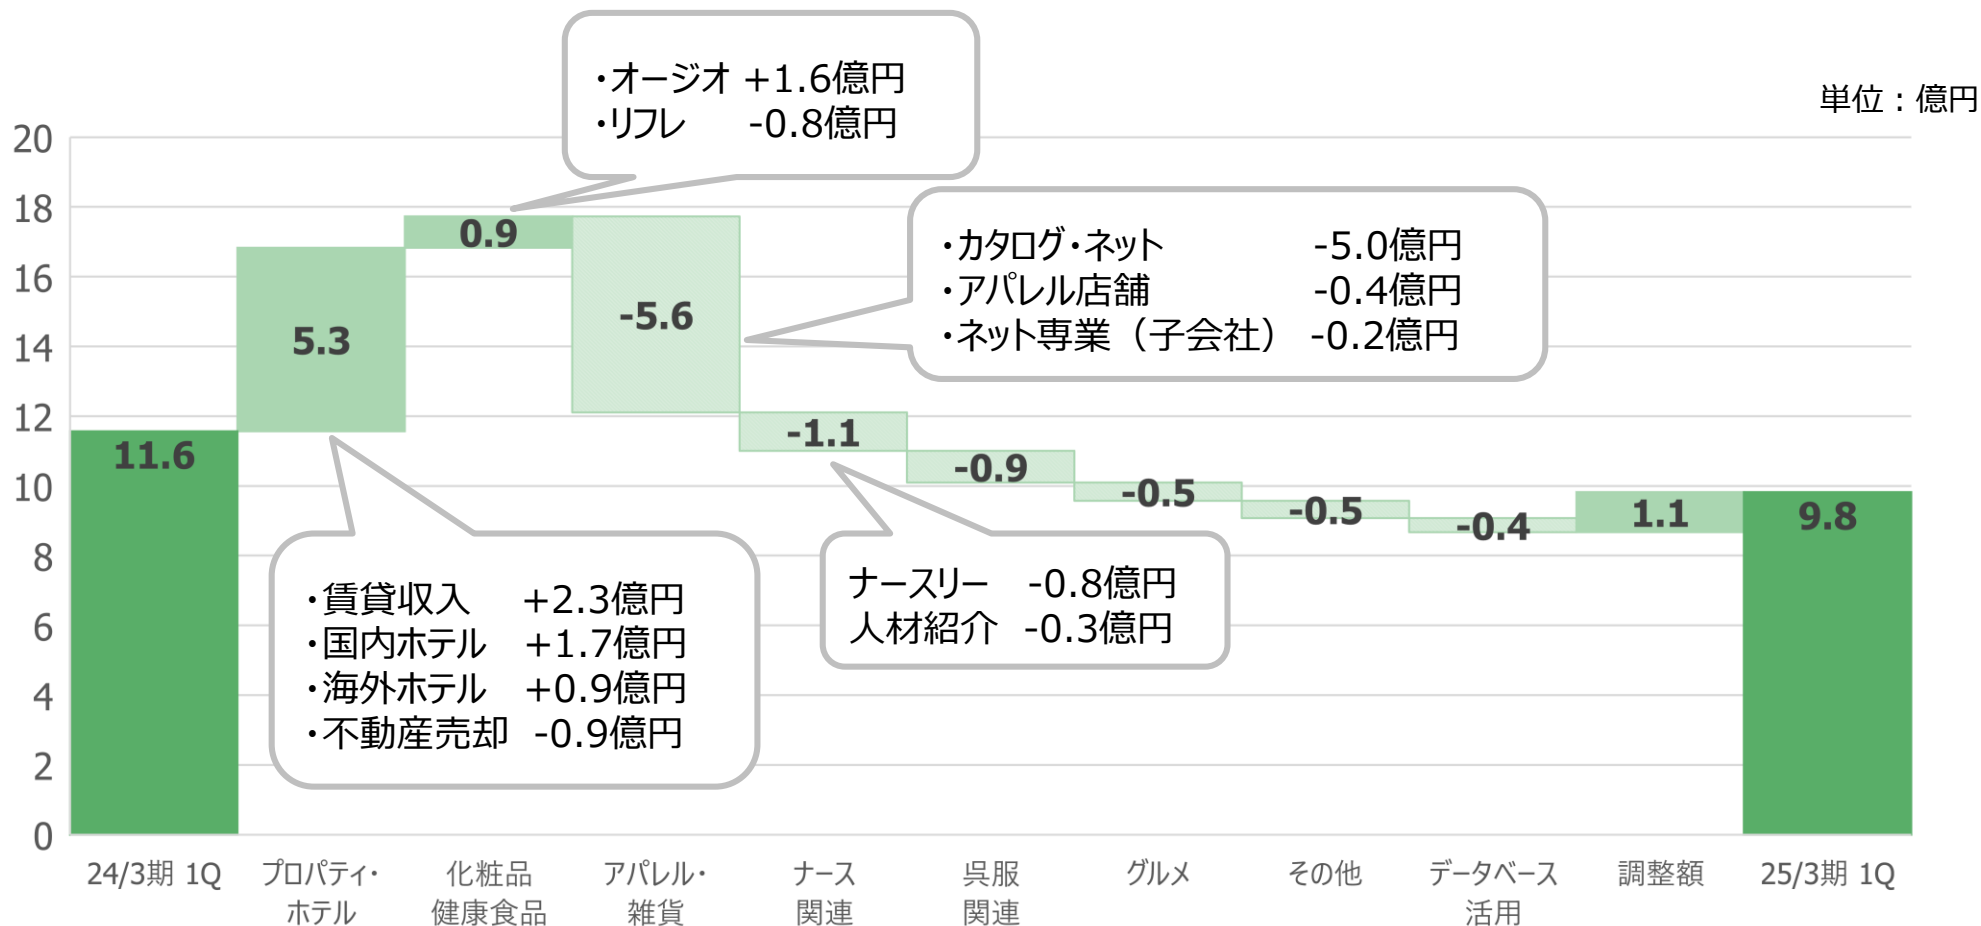 ・オージオ +1.6億円
・リフレ -0.8億円
単位：億円
20
18
16
14
12
10
8
6
4
2
0
0.9
・カタログ・ネット -5.0億円
・アパレル店舗 -0.4億円
・ネット専業（子会社） -0.2億円
5.3
-5.6
11.6
-1.1
-0.9
-0.5
-0.5
-0.4
1.1
9.8
・賃貸収入 +2.3億円
・国内ホテル +1.7億円
・海外ホテル +0.9億円
・不動産売却 -0.9億円
ナースリー -0.8億円
人材紹介 -0.3億円
24/3期 1Q
プロパティ・
ホテル
化粧品
健康食品
アパレル・
雑貨
ナース
関連
呉服
関連
グルメ
その他
データベース
活用
調整額
25/3期 1Q